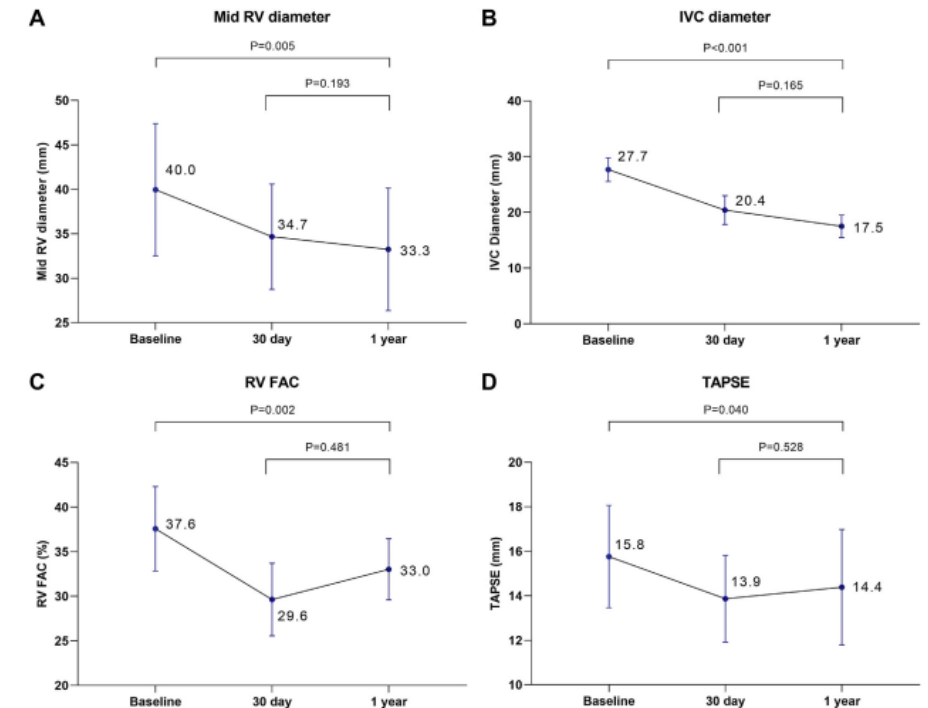 A
Mid RV diameter
P=0.005
P=0.193
50
45
40
35
30
25
Mid RV diameter (mm)
40.0
34.7
33.3
Baseline
30 day
1 year
B
IVC diameter
P<0.001
P=0.165
40
30
20
10
0
IVC Diameter (mm)
27.7
20.4
17.5
Baseline
30 day
1 year
C
RV FAC
P=0.002
P=0.481
45
40
35
30
25
20
RV FAC (%)
37.6
29.6
33.0
Baseline
30 day
1 year
D
TAPSE
P=0.040
P=0.528
20
18
16
14
12
10
TAPSE (mm)
15.8
13.9
14.4
Baseline
30 day
1 year